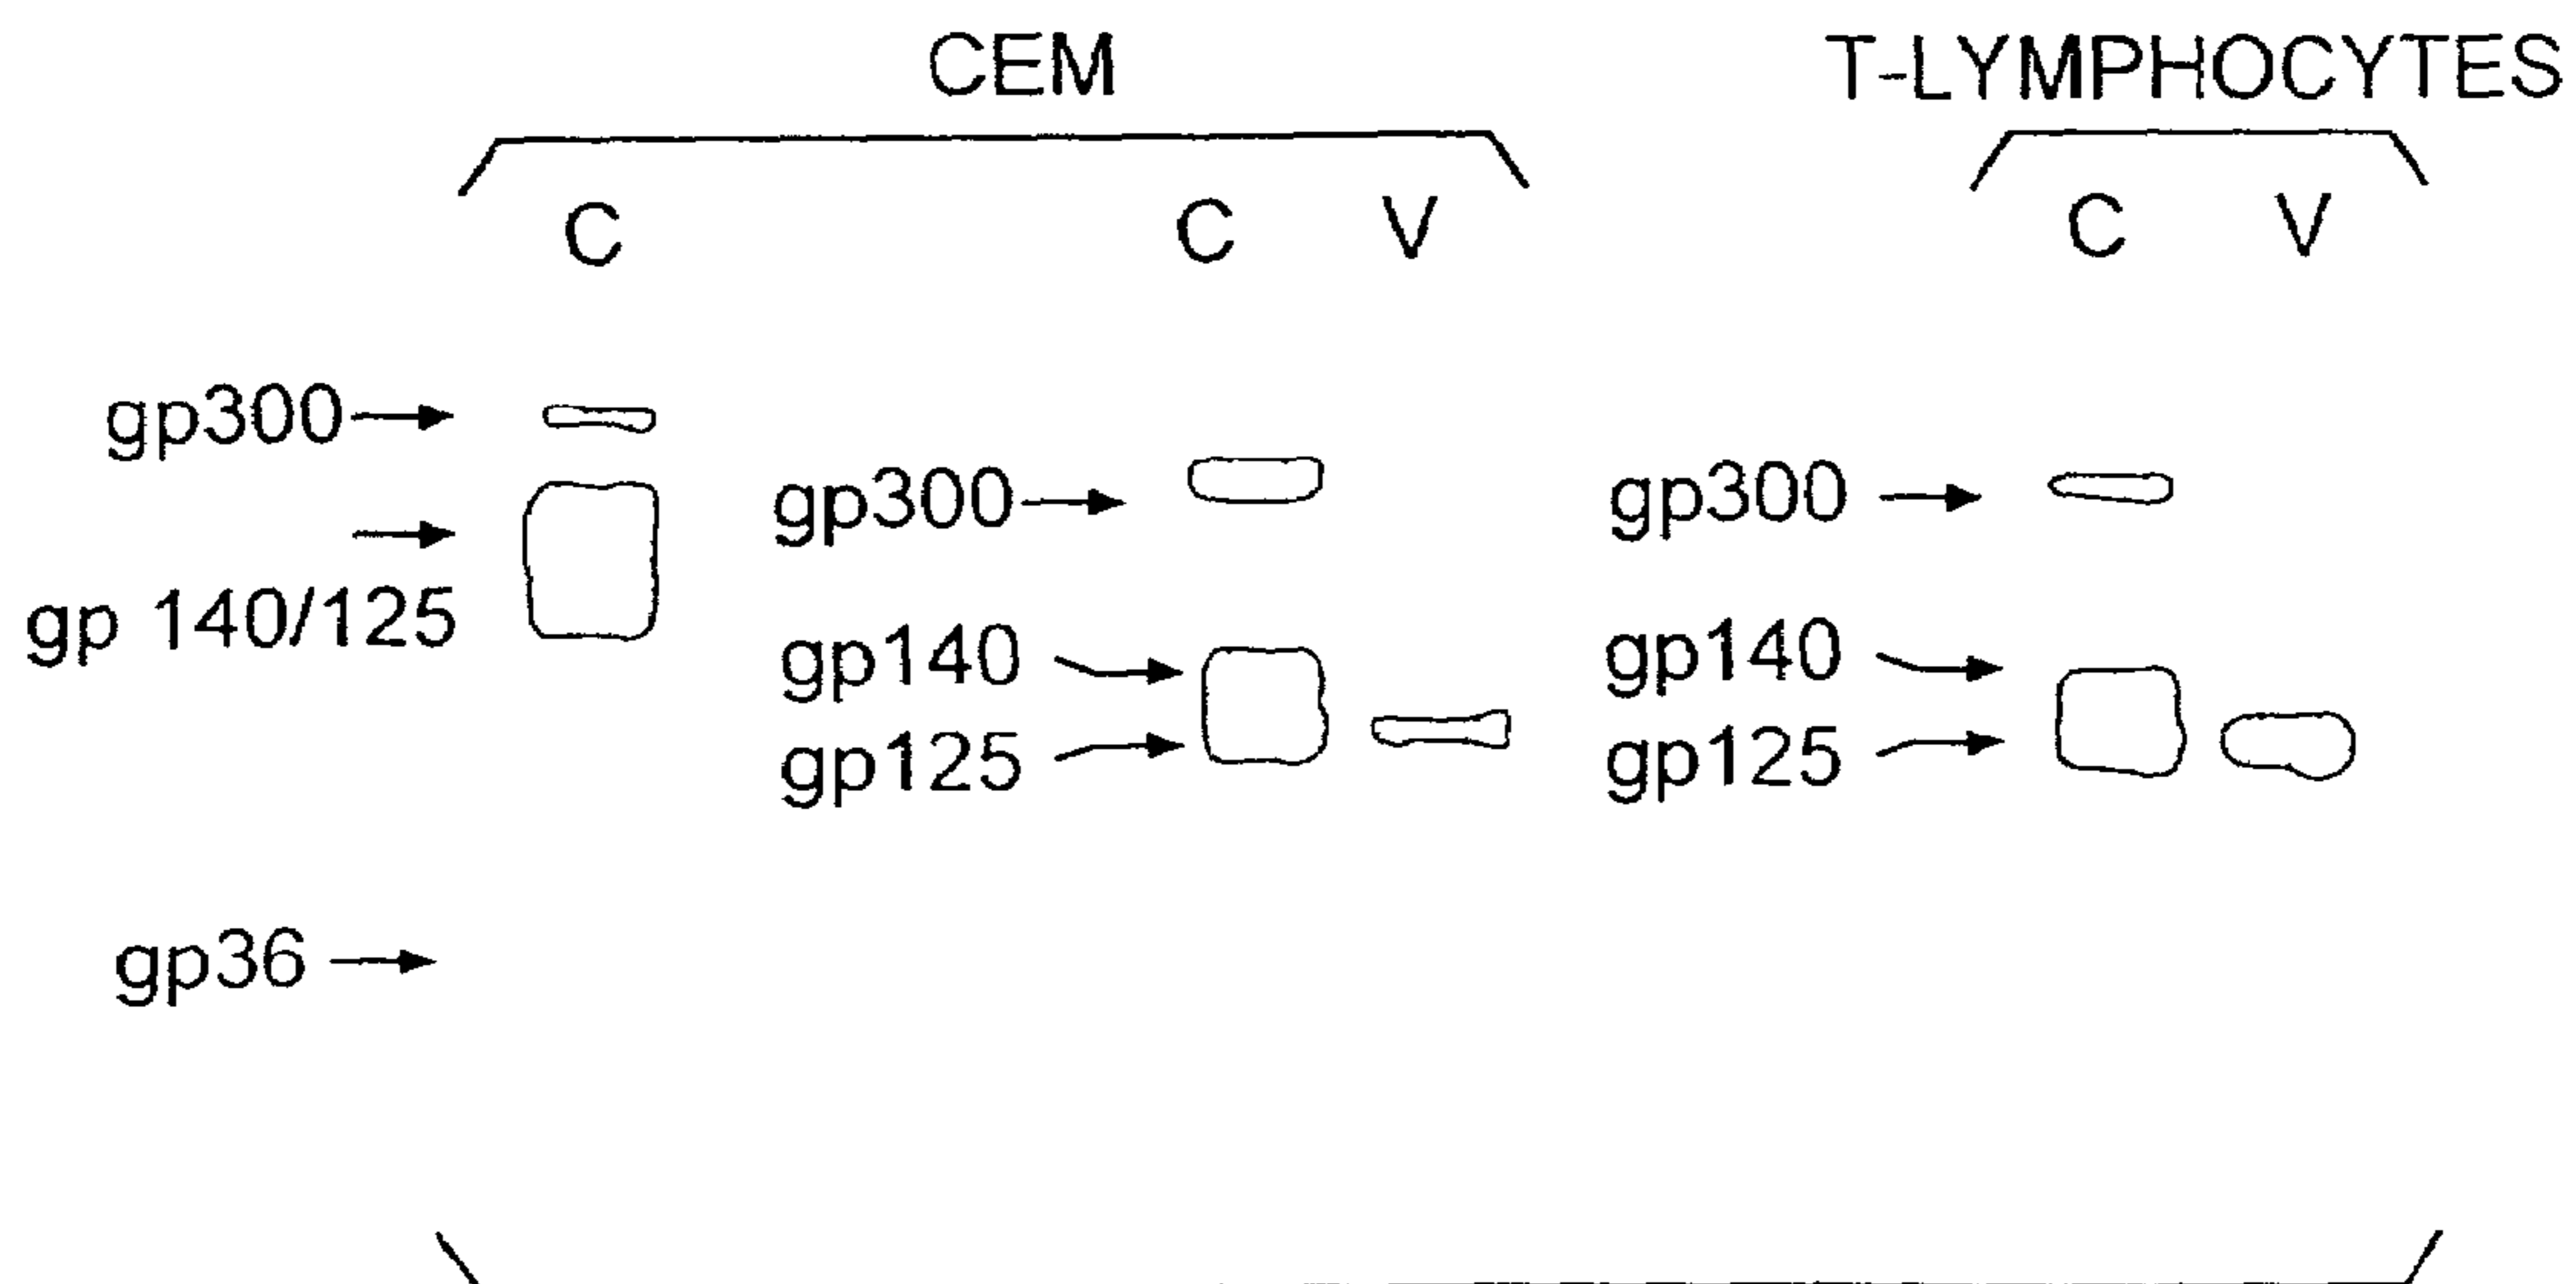 CEM T-LYMPHOCYTES
C C V C V
gp300
gp300 gp300
gp 140/125
gp140 gp140
gp125 gp125
gp36